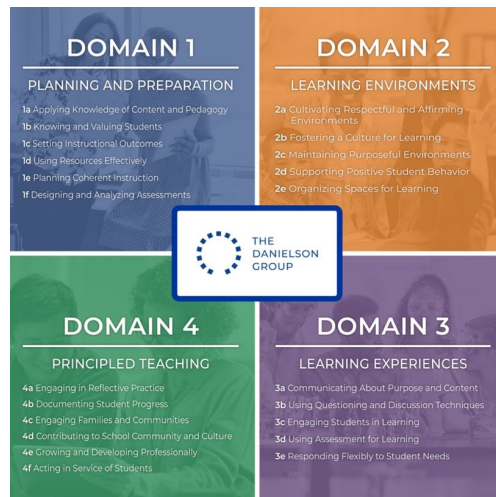 DOMAIN 1
PLANNING AND PREPARATION
1a Applying Knowledge of Content and Pedagogy
1b Knowing and Valuing Students
1c Setting Instructional Outcomes
1d Using Resources Effectively
1e Planning Coherent Instruction
1f Designing and Analyzing Assessments
DOMAIN 2
LEARNING ENVIRONMENTS
2a Cultivating Respectful and Affirming
Environments
2b Fostering a Culture for Learning
2c Maintaining Purposeful Environments
2d Supporting Positive Student Behavior
2e Organizing Spaces for Learning
THE
DANIELSON
GROUP
DOMAIN 4
PRINCIPLED TEACHING
4a Engaging in Reflective Practice
4b Documenting Student Progress
4c Engaging Families and Communities
4d Contributing to School Community and Culture
4e Growing and Developing Professionally
4f Acting in Service of Students
DOMAIN 3
LEARNING EXPERIENCES
3a Communicating About Purpose and Content
3b Using Questioning and Discussion Techniques
3c Engaging Students in Learning
3d Using Assessment for Learning
3e Responding Flexibly to Student Needs